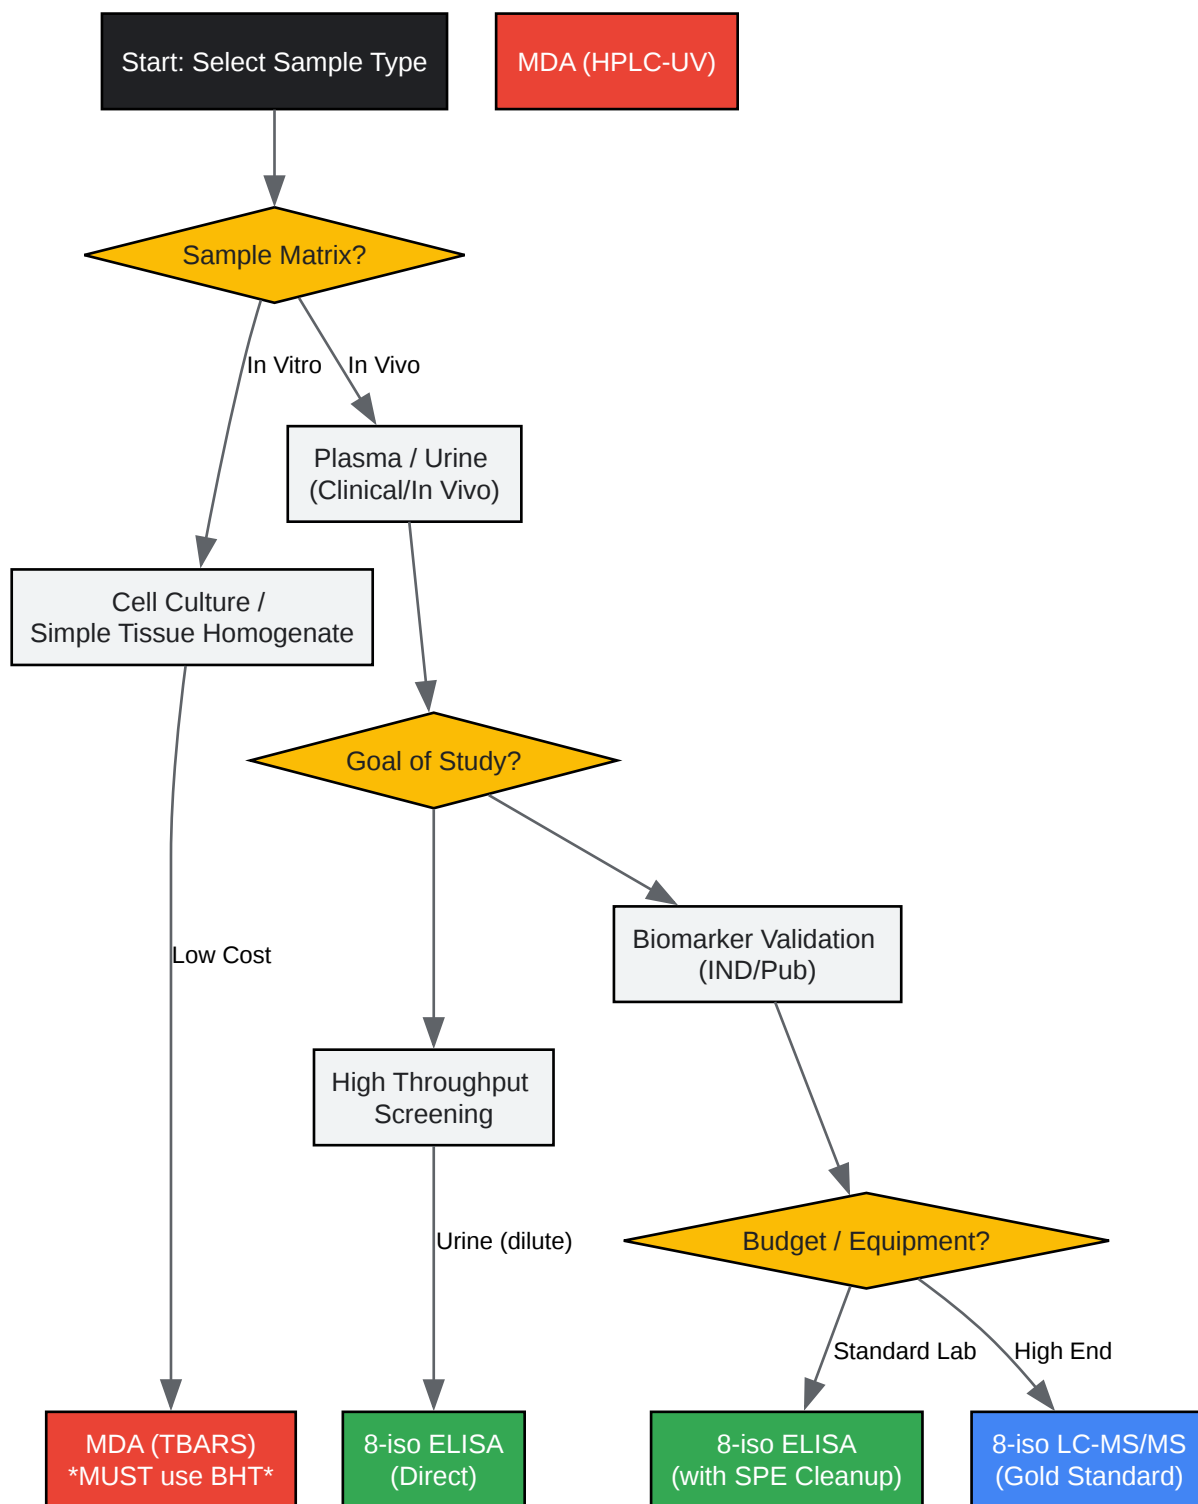 Start: Select Sample Type
MDA (HPLC-UV)
Sample Matrix?
In Vitro
In Vivo
Plasma / Urine
(Clinical/In Vivo)
Cell Culture /
Simple Tissue Homogenate
Goal of Study?
Biomarker Validation
(IND/Pub)
Low Cost
High Throughput
Screening
Urine (dilute)
Budget / Equipment?
Standard Lab
High End
MDA (TBARS)
*MUST use BHT*
8-iso ELISA
(Direct)
8-iso ELISA
(with SPE Cleanup)
8-iso LC-MS/MS
(Gold Standard)